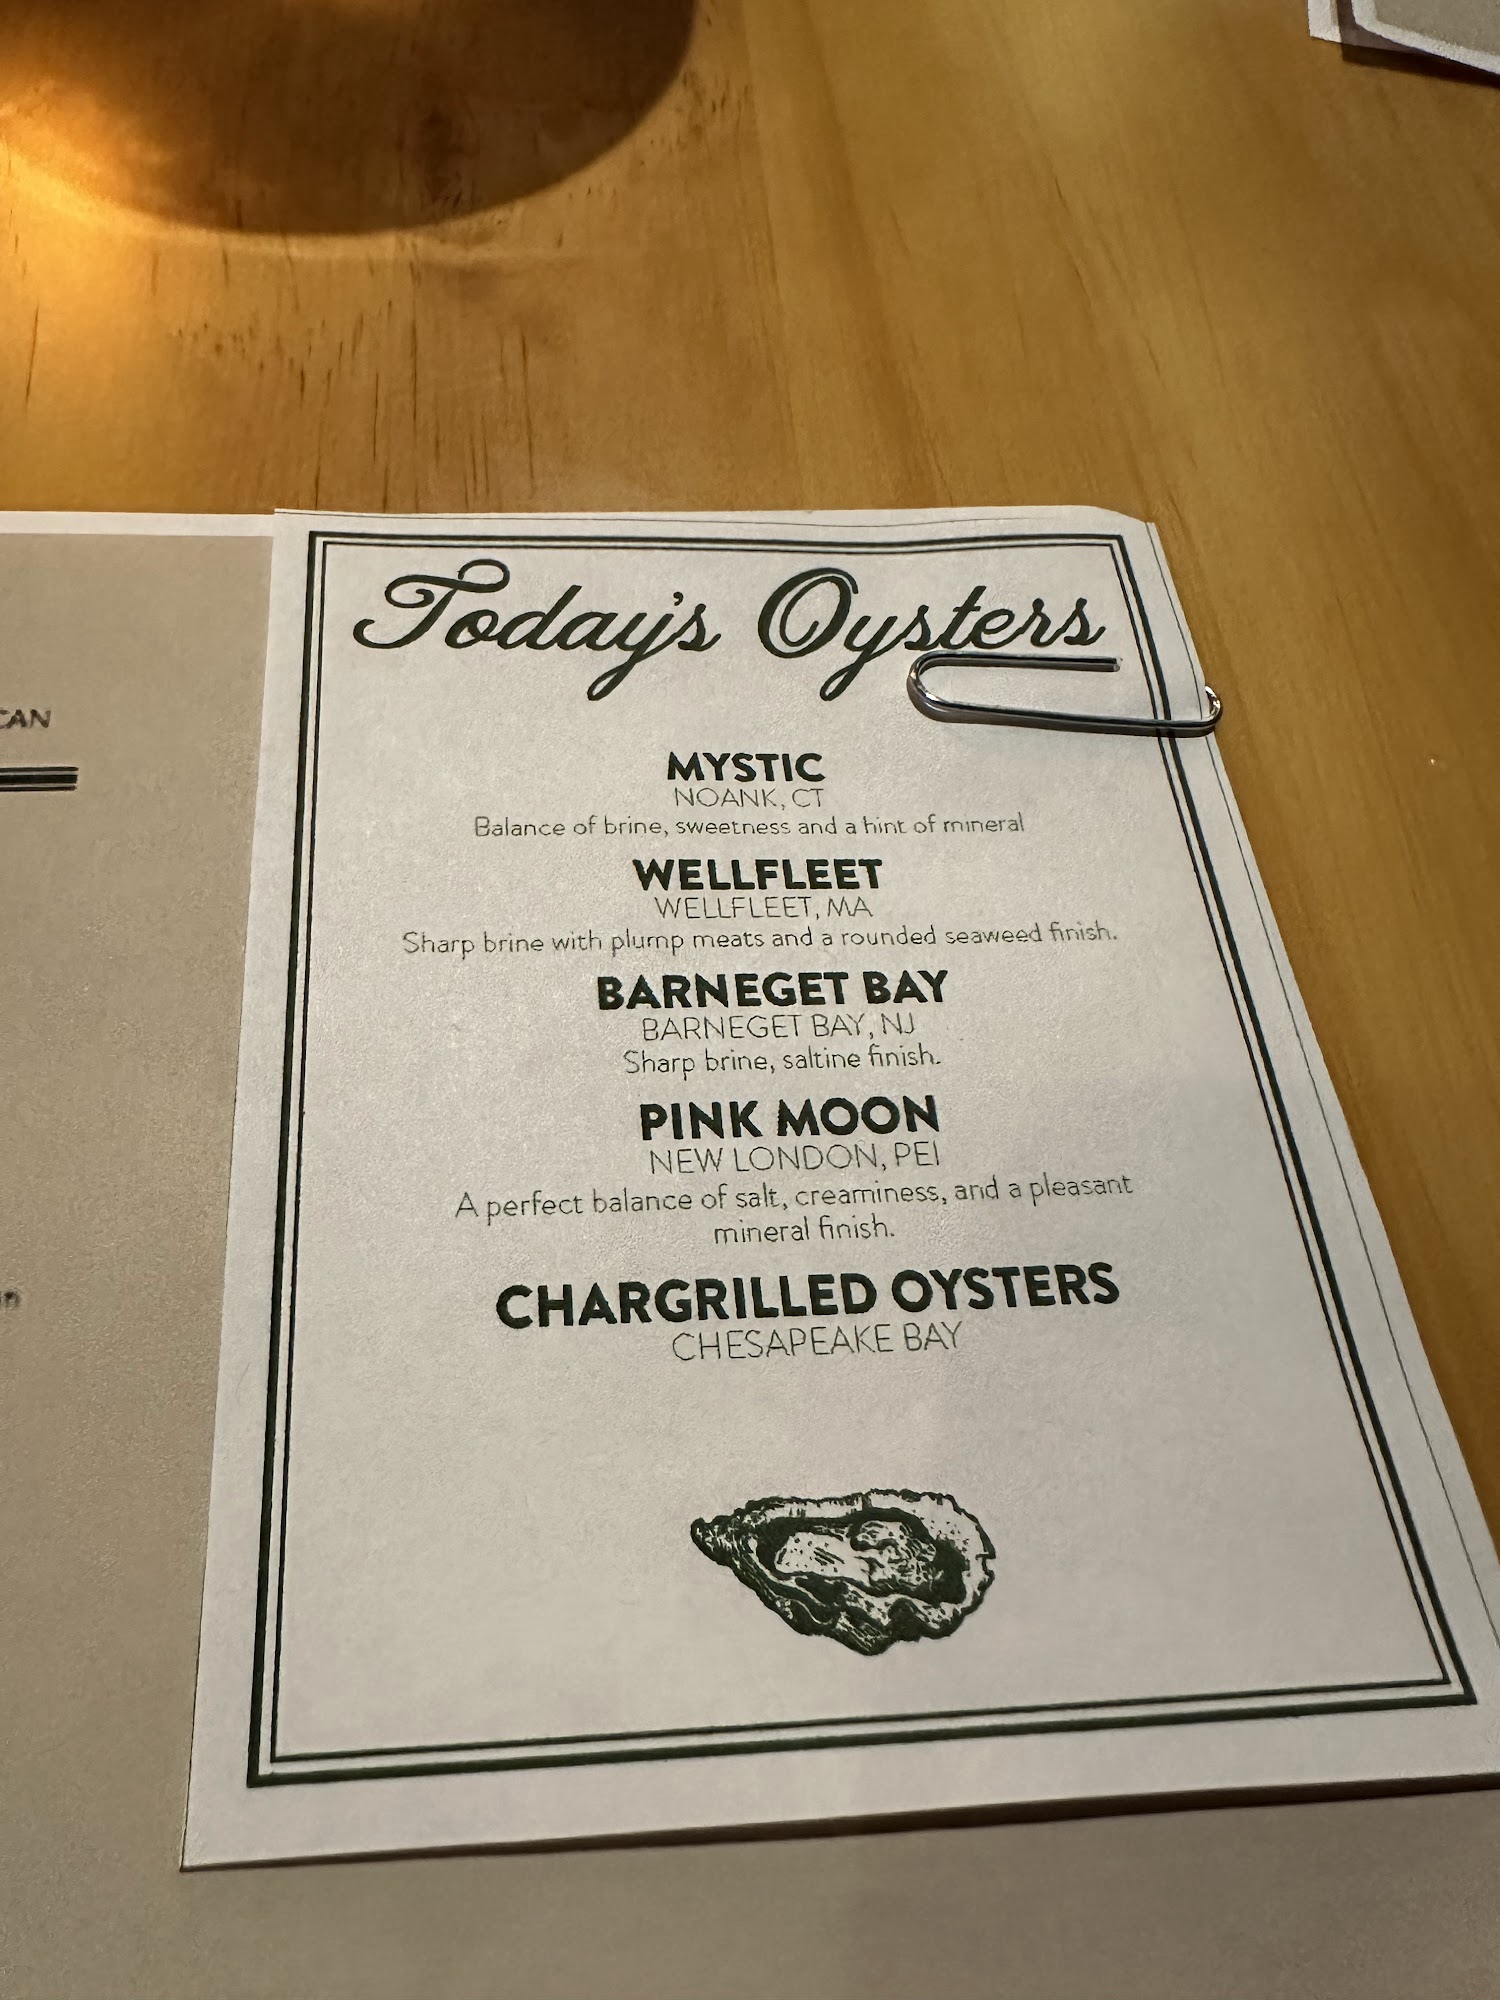 Today's Oysters
MYSTIC
NOANK, CT
Balance of brine, sweetness and a hint of mineral
WELLFLEET
WELLFLEET, MA
Sharp brine with plump meats and a rounded seaweed finish.
BARNEGET BAY
BARNEGET BAY, NJ
Sharp brine, saltine finish.
PINK MOON
NEW LONDON, PEI
A perfect balance of salt, creaminess, and a pleasant
mineral finish.
CHARGRILLED OYSTERS
CHESAPEAKE BAY